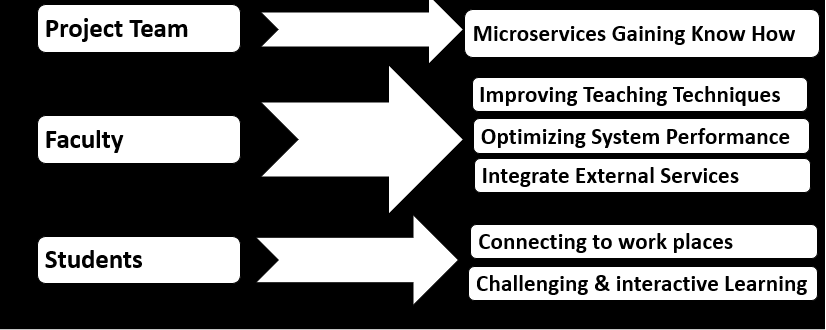 Project Team
Microservices Gaining Know How
Faculty
Improving Teaching Techniques
Optimizing System Performance
Integrate External Services
Students
Connecting to work places
Challenging & interactive Learning